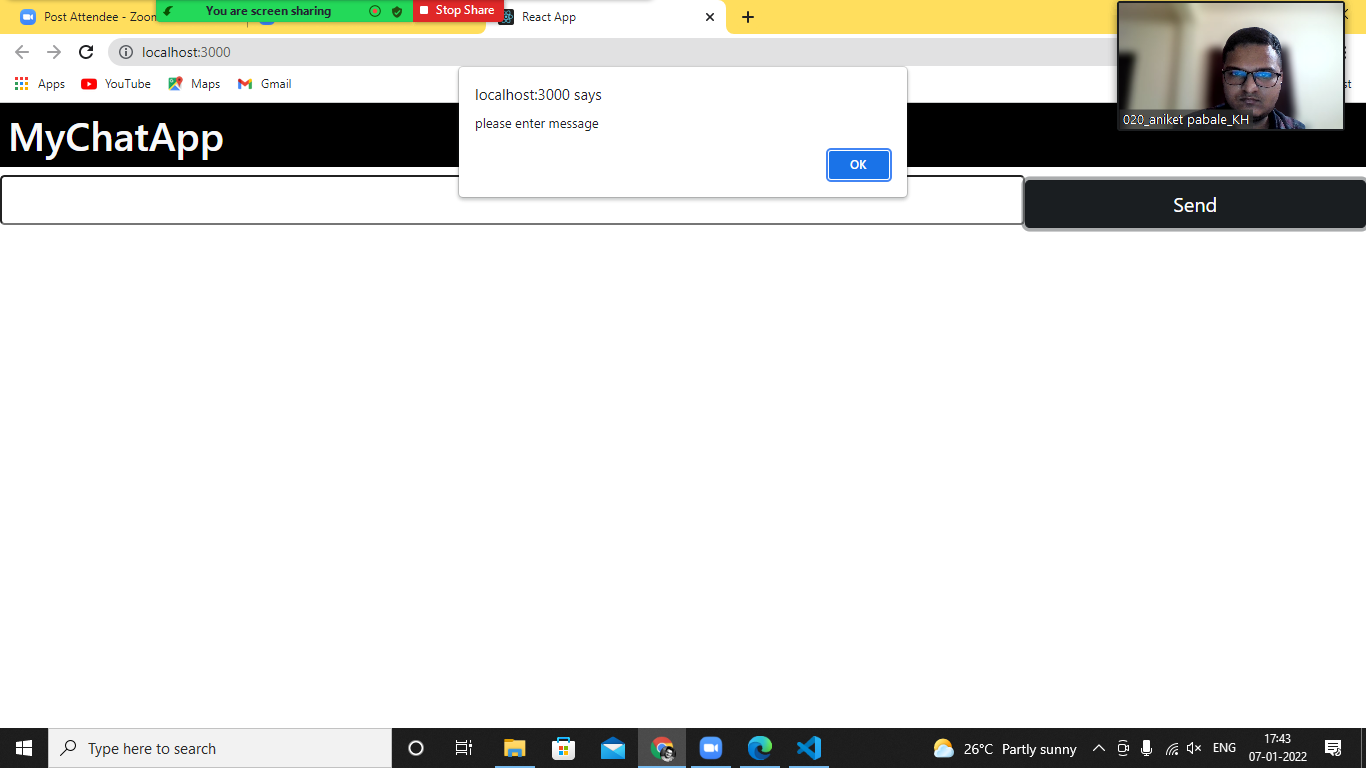 Post Attendee - Zoom
You are screen sharing
Stop Share
React App
localhost:3000
Apps
YouTube
Maps
Gmail
localhost:3000 says
please enter message
OK
020_aniket pabale_KH
MyChatApp
Send
Type here to search
26°C Partly sunny
ENG
17:43
07-01-2022